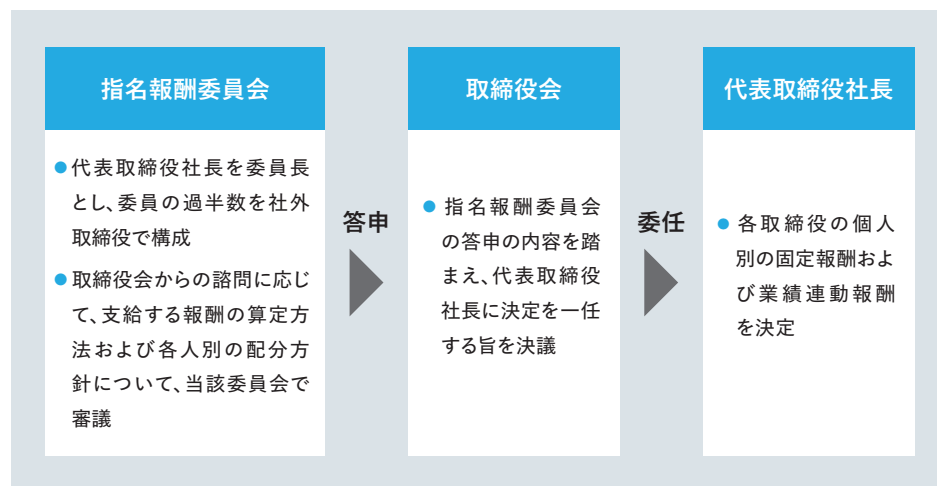 指名報酬委員会
●代表取締役社長を委員長
とし、委員の過半数を社外
取締役で構成
●取締役会からの諮問に応じ
て、支給する報酬の算定方
法および各人別の配分方
針について、当該委員会で
審議
答申
取締役会
●指名報酬委員会
の答申の内容を踏
まえ、代表取締役
社長に決定を一任
する旨を決議
委任
代表取締役社長
●各取締役の個人
別の固定報酬およ
び業績連動報酬
を決定